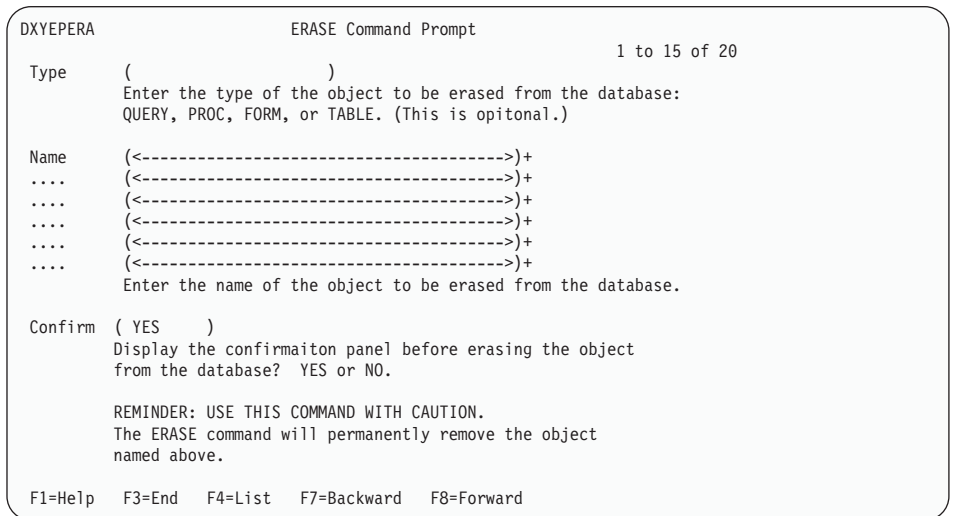 DXYEPERA ERASE Command Prompt
1 to 15 of 20
Type ( )
Enter the type of the object to be erased from the database:
QUERY, PROC, FORM, or TABLE. (This is opitonal.)
Name (<--------------------------------------->)+
.... (<--------------------------------------->)+
.... (<--------------------------------------->)+
.... (<--------------------------------------->)+
.... (<--------------------------------------->)+
.... (<--------------------------------------->)+
Enter the name of the object to be erased from the database.
Confirm ( YES )
Display the confirmaiton panel before erasing the object
from the database? YES or NO.
REMINDER: USE THIS COMMAND WITH CAUTION.
The ERASE command will permanently remove the object
named above.
F1=Help F3=End F4=List F7=Backward F8=Forward